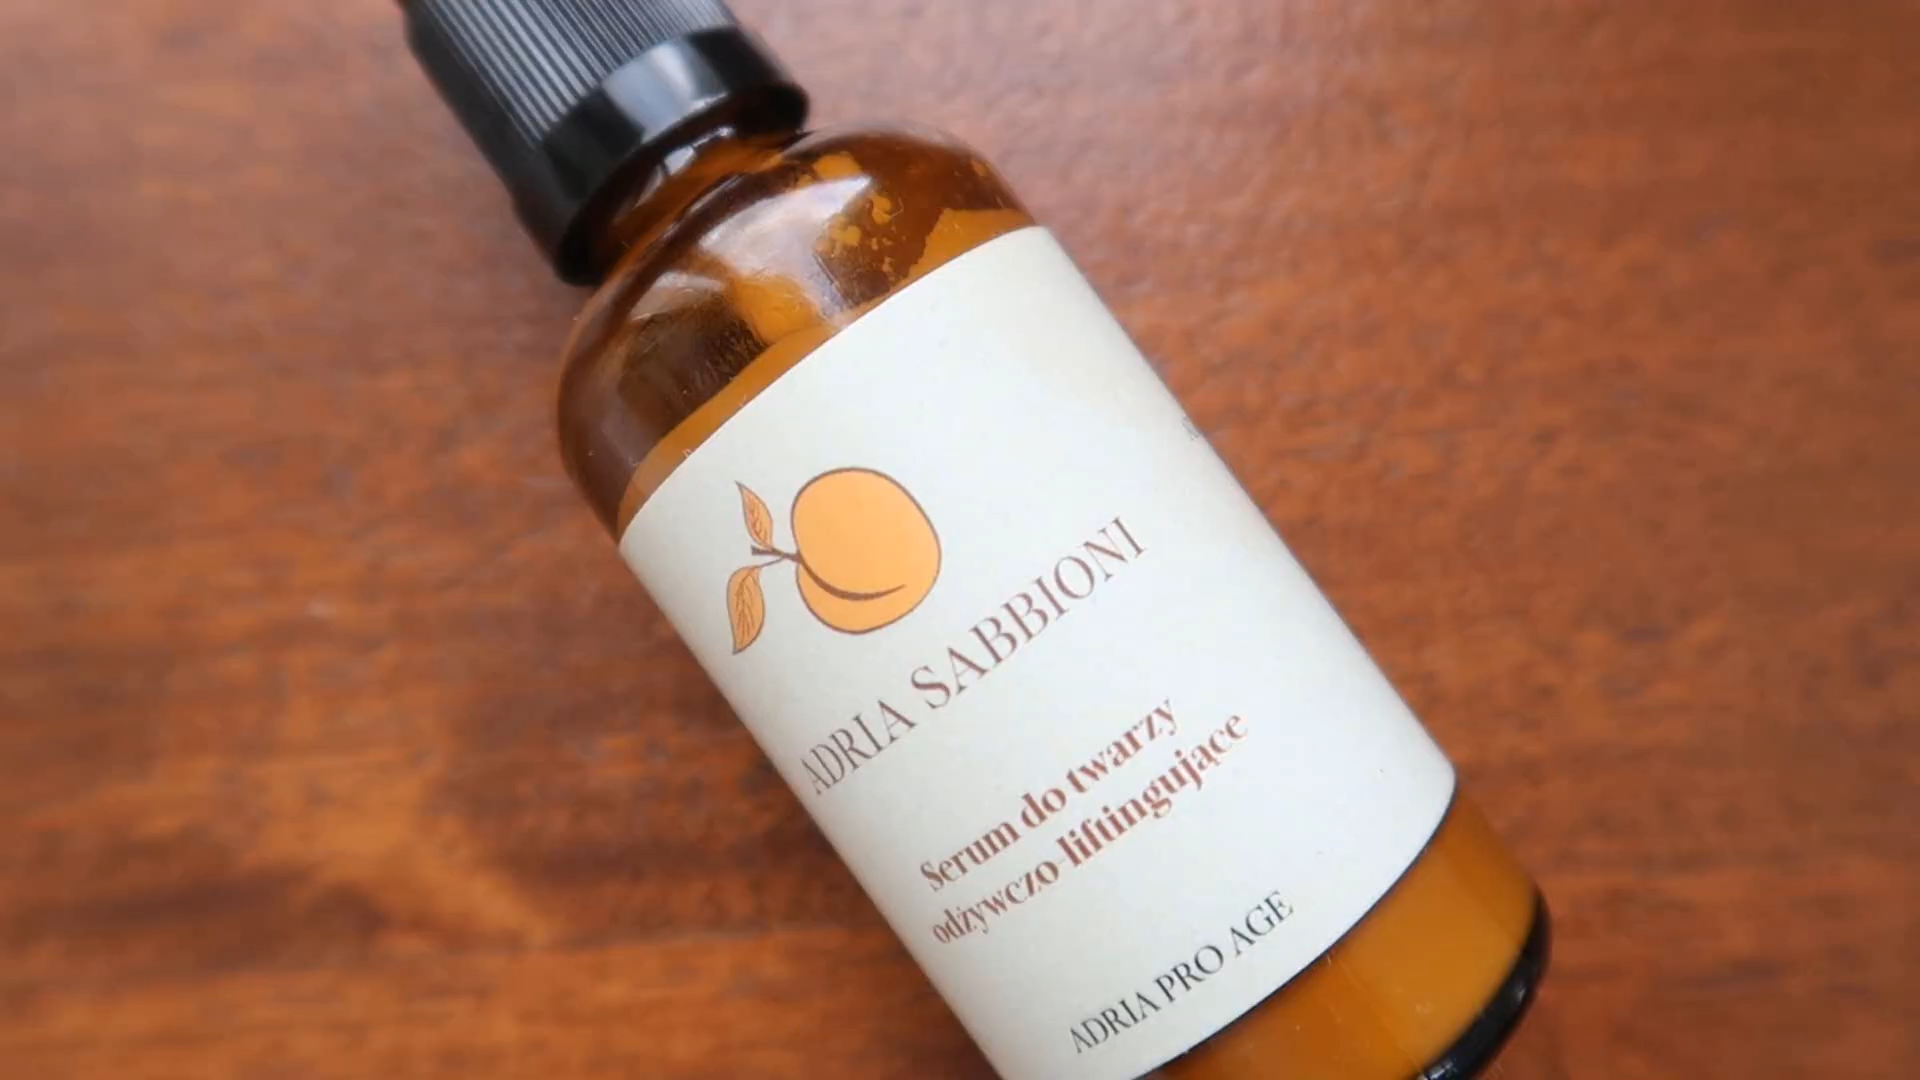 ADRIA SABBIONI
Serum do twarzy
odżywczo-liftingujące
ADRIA PRO AGE